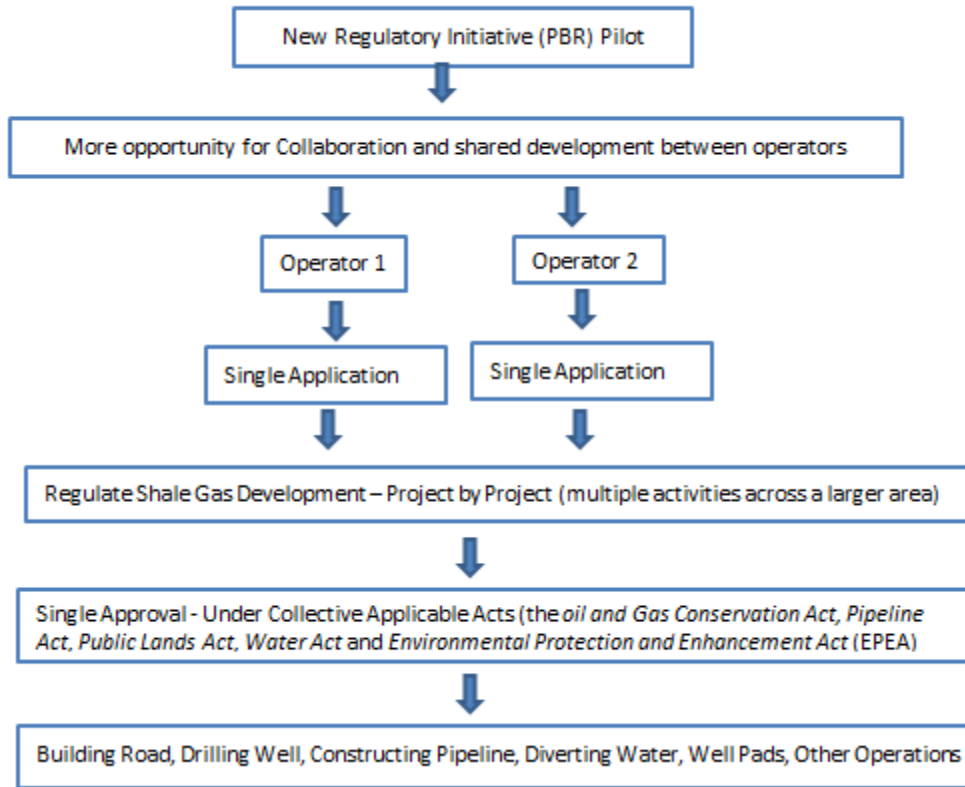 New Regulatory Initiative (PBR) Pilot
More opportunity for Collaboration and shared development between operators
Operator 1
Operator 2
Single Application
Single Application
Regulate Shale Gas Development – Project by Project (multiple activities across a larger area)
Single Approval - Under Collective Applicable Acts (the oil and Gas Conservation Act, Pipeline
Act, Public Lands Act, Water Act and Environmental Protection and Enhancement Act (EPEA)
Building Road, Drilling Well, Constructing Pipeline, Diverting Water, Well Pads, Other Operations